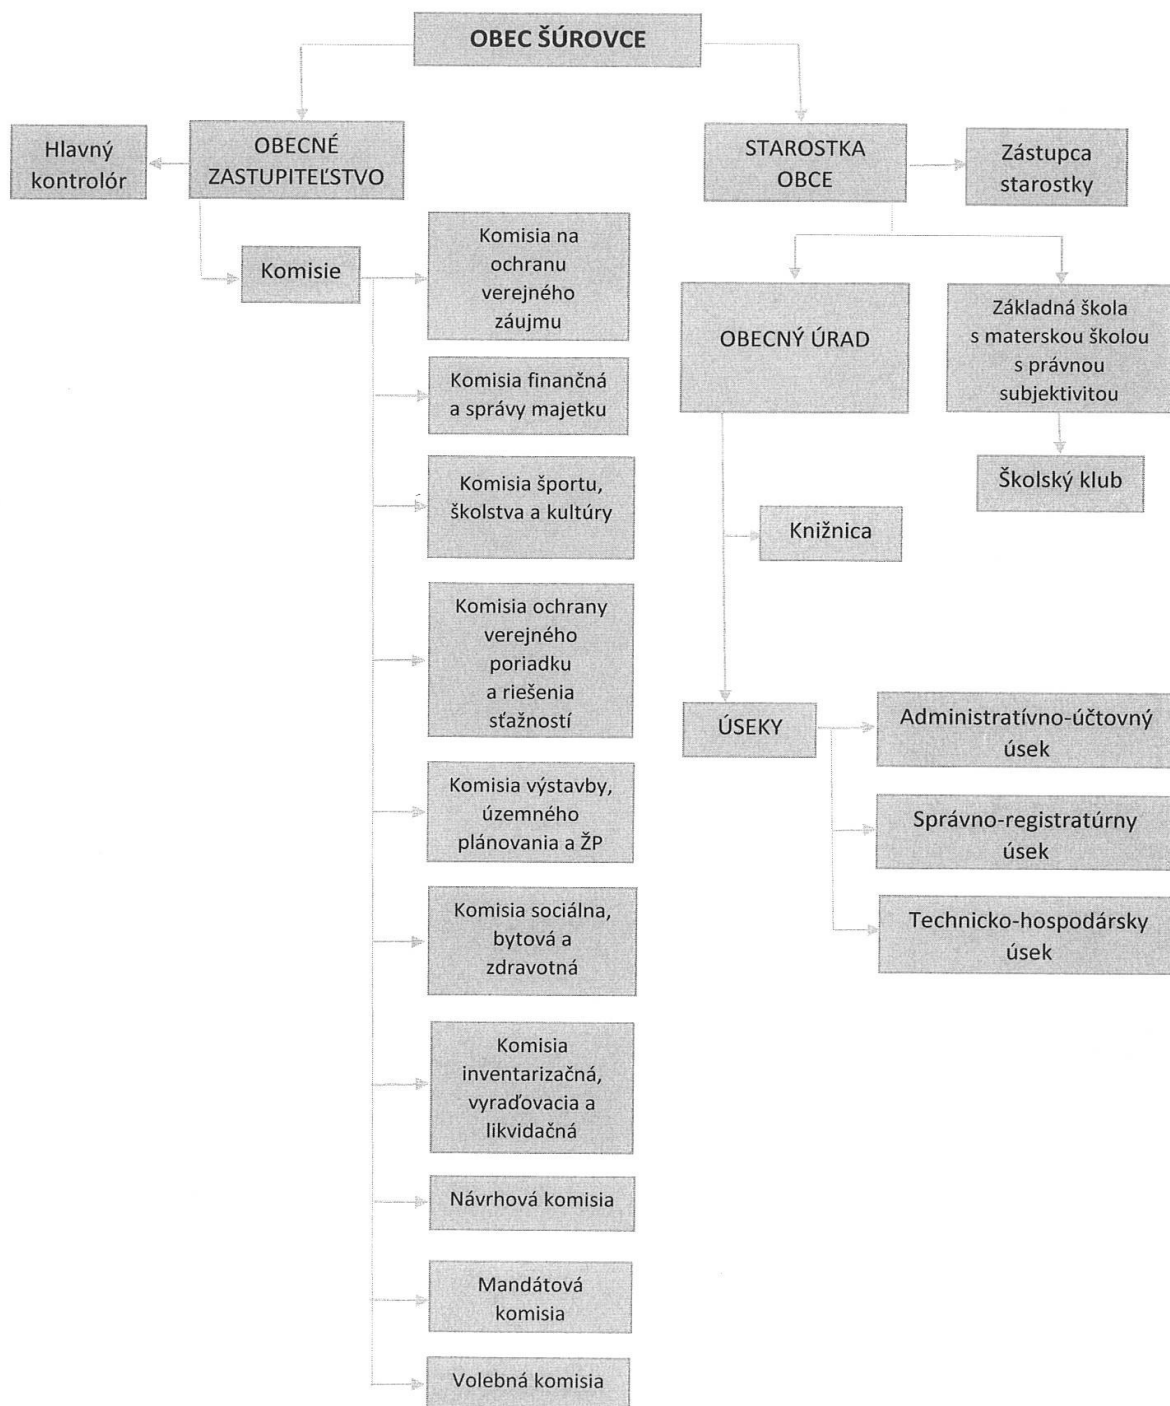 OBEC ŠÚROVCE
Hlavný
kontrolór
OBECNÉ
ZASTUPITEĽSTVO
STAROSTKA
OBCE
Zástupca
starostky
Komisie
Komisia na
ochranu
verejného
záujmu
Komisia finančná
a správy majetku
Komisia športu,
školstva a kultúry
Komisia ochrany
verejného
poriadku
a riešenia
sťažností
Komisia výstavby,
územného
plánovania a ŽP
Komisia sociálna,
bytová a
zdravotná
Komisia
inventarizačná,
vyraďovacia a
likvidačná
Návrhová komisia
Mandátová
komisia
Volebná komisia
OBECNÝ ÚRAD
Základná škola
s materskou školou
s právnou
subjektivitou
Školský klub
Knižnica
ÚSEKY
Administratívno-účtovný
úsek
Správno-registratúrny
úsek
Technicko-hospodársky
úsek